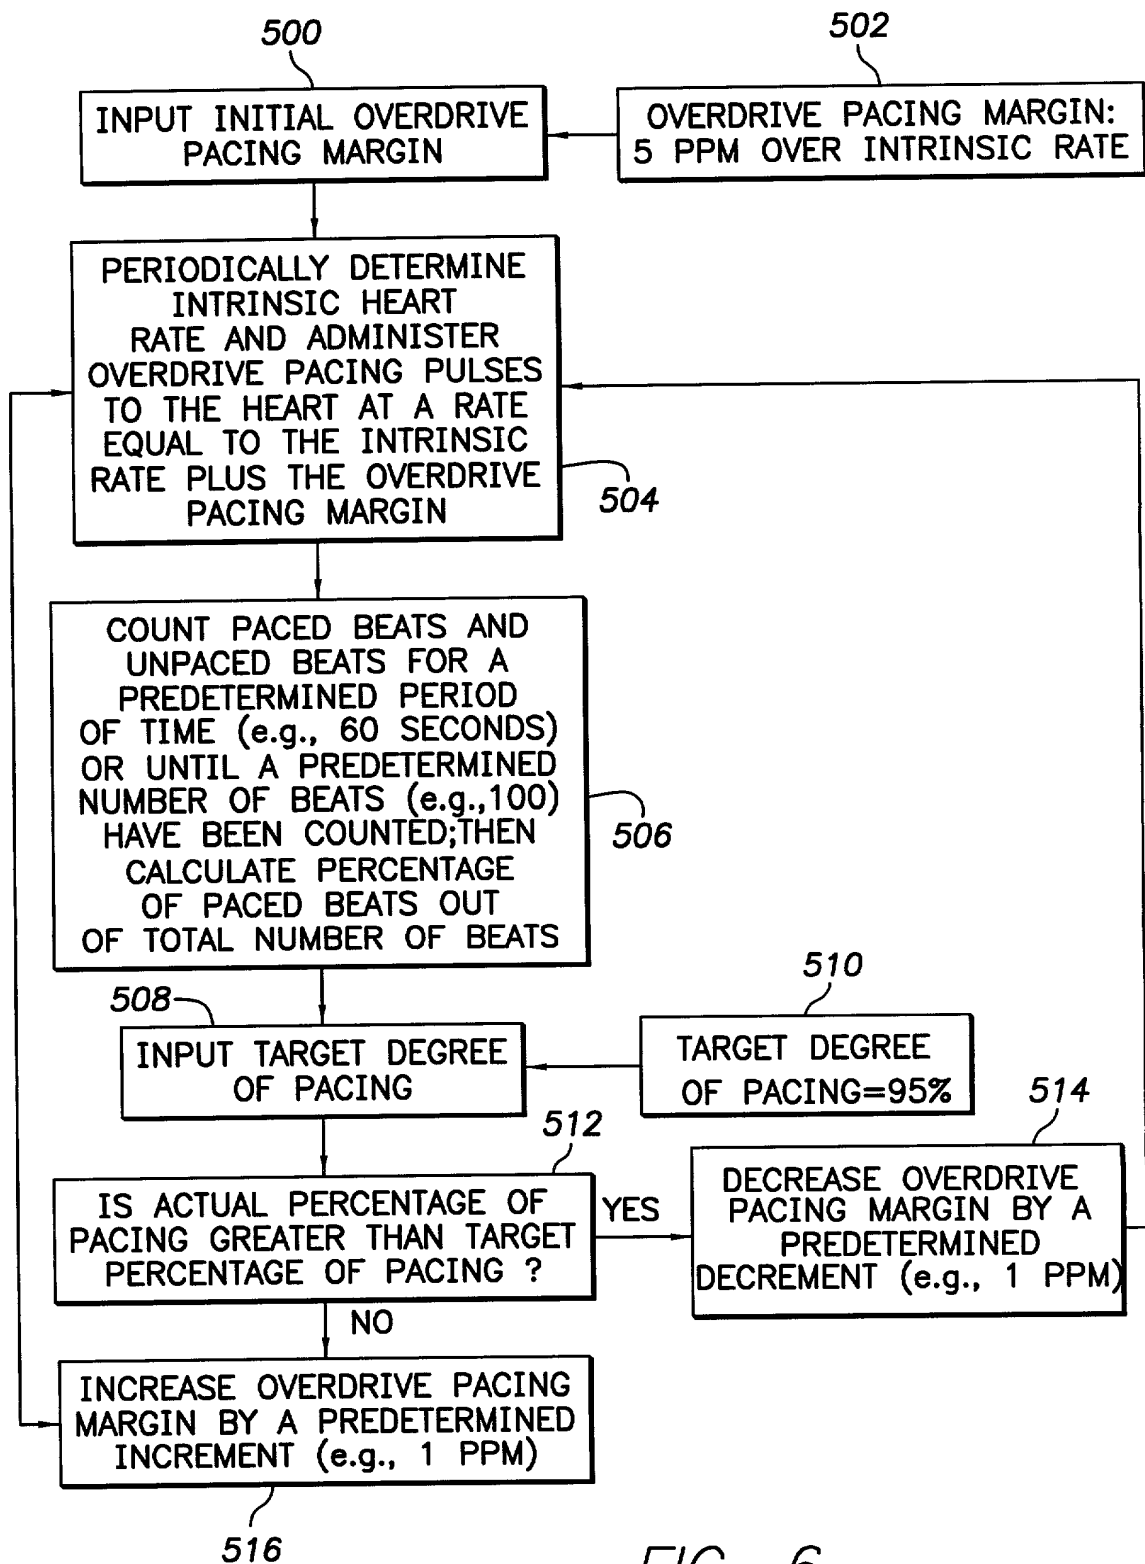 500
502
INPUT INITIAL OVERDRIVE
PACING MARGIN
OVERDRIVE PACING MARGIN:
5 PPM OVER INTRINSIC RATE
PERIODICALLY DETERMINE
INTRINSIC HEART
RATE AND ADMINISTER
OVERDRIVE PACING PULSES
TO THE HEART AT A RATE
EQUAL TO THE INTRINSIC
RATE PLUS THE OVERDRIVE
PACING MARGIN
504
COUNT PACED BEATS AND
UNPACED BEATS FOR A
PREDETERMINED PERIOD
OF TIME (e.g., 60 SECONDS)
OR UNTIL A PREDETERMINED
NUMBER OF BEATS (e.g.,100)
HAVE BEEN COUNTED;THEN
CALCULATE PERCENTAGE
OF PACED BEATS OUT
OF TOTAL NUMBER OF BEATS
506
508
INPUT TARGET DEGREE
OF PACING
510
TARGET DEGREE
OF PACING=95%
512
IS ACTUAL PERCENTAGE OF
PACING GREATER THAN TARGET
PERCENTAGE OF PACING ?
YES
514
DECREASE OVERDRIVE
PACING MARGIN BY A
PREDETERMINED
DECREMENT (e.g., 1 PPM)
NO
INCREASE OVERDRIVE PACING
MARGIN BY A PREDETERMINED
INCREMENT (e.g., 1 PPM)
516
FIG. 6